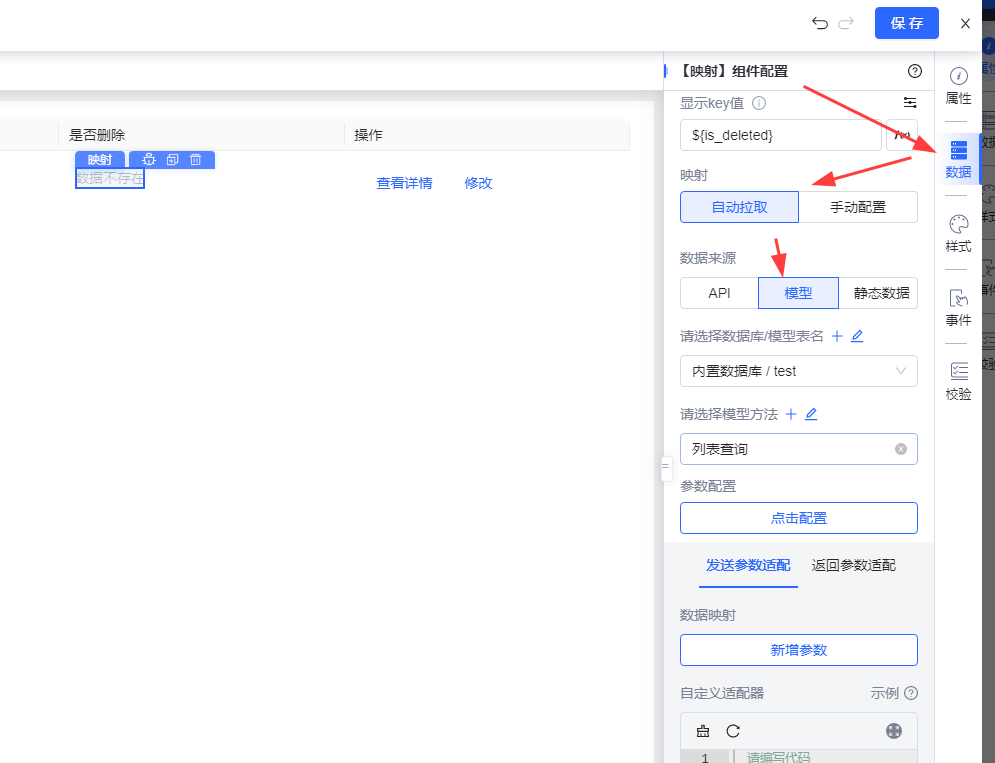 保 存
【映射】组件配置
显示key值
${is_deleted}
映射
自动拉取
手动配置
数据来源
API
模型
静态数据
请选择数据库/模型表名
内置数据库 / test
请选择模型方法
列表查询
参数配置
点击配置
发送参数适配
返回参数适配
数据映射
新增参数
自定义适配器
示例
1
请编写代码
属性
数据
样式
事件
校验
是否删除
操作
映射
数据不存在
查看详情
修改